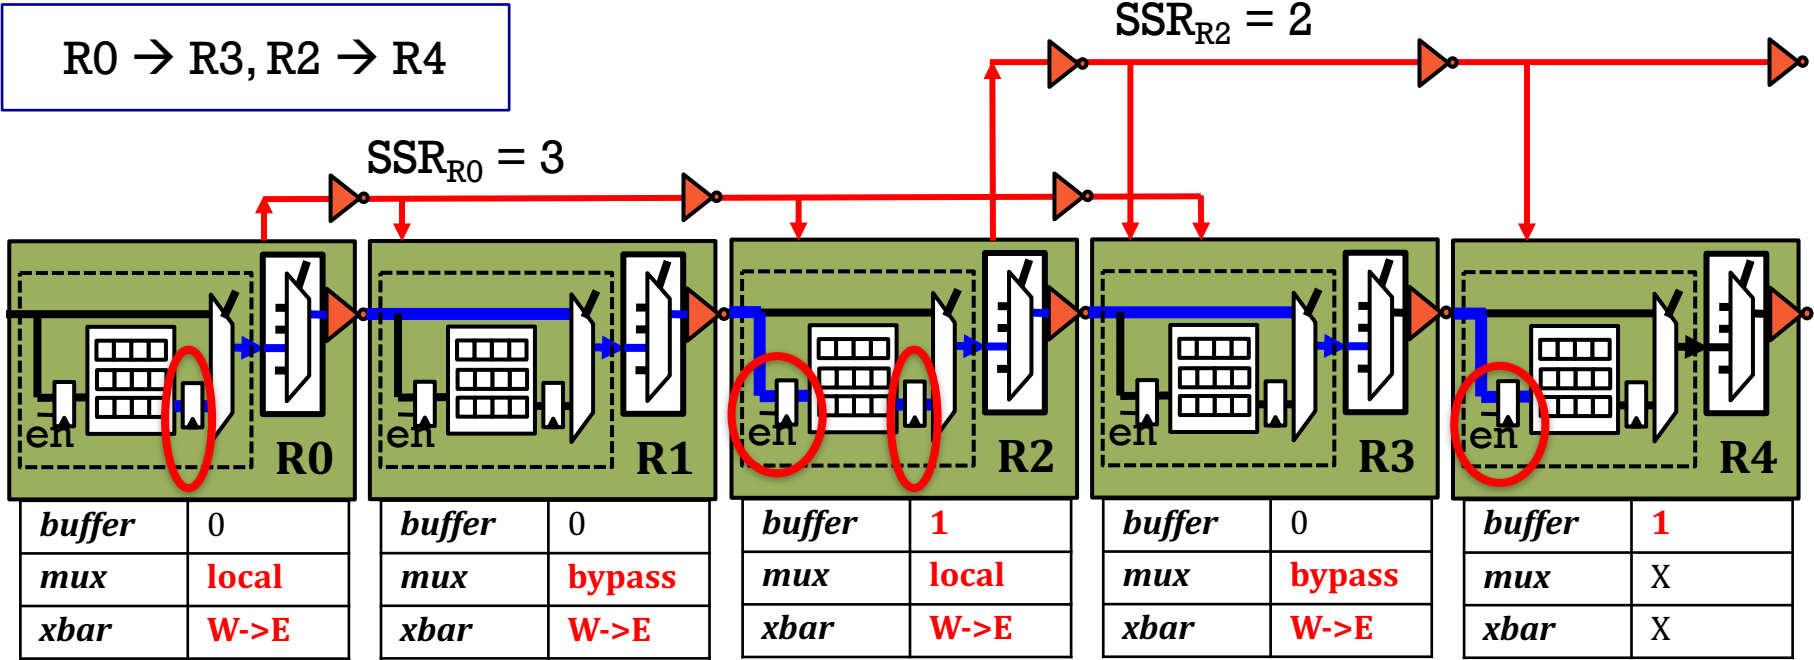 SSR_R2 = 2
R0 → R3, R2 → R4
SSR_R0 = 3
en en en en en
R0 R1 R2 R3 R4
buffer 0 buffer 0 buffer 1 buffer 0 buffer 1
mux local mux bypass mux local mux bypass mux X
xbar W->E xbar W->E xbar W->E xbar W->E xbar X